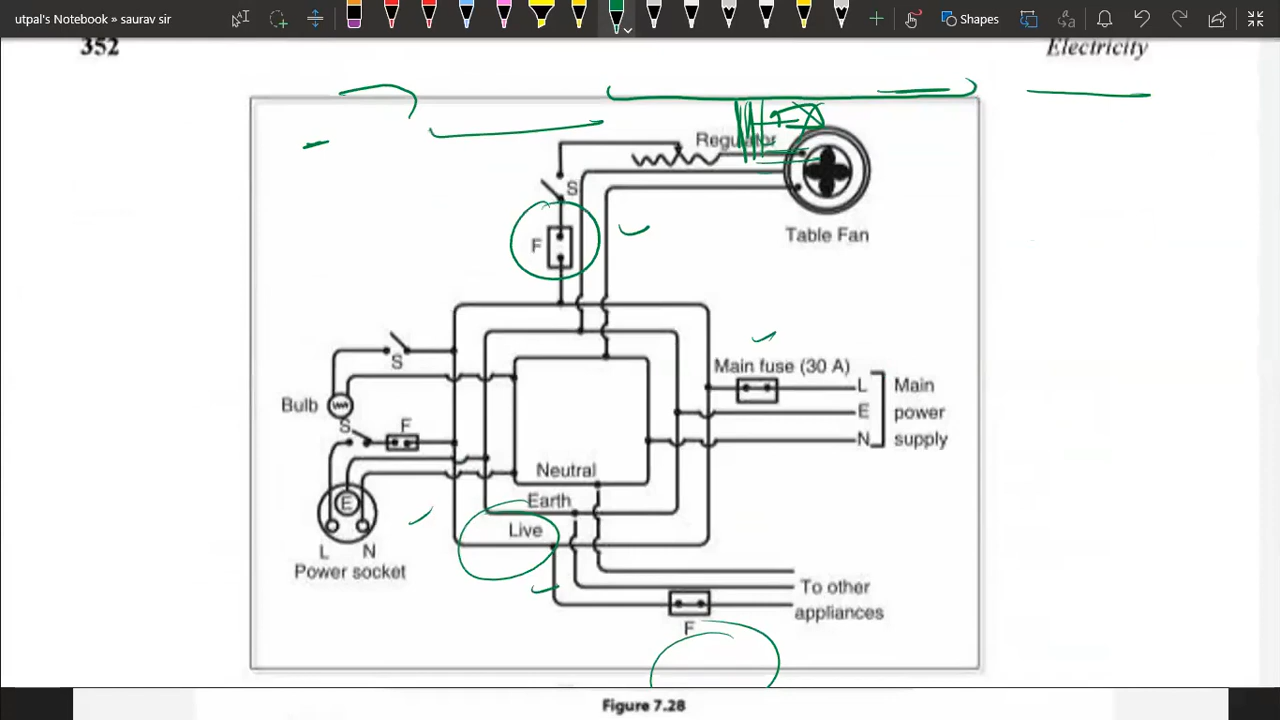 utpal's Notebook » saurav sir
Shapes
352
Electricity
Regulator
S
F
Table Fan
S
Main fuse (30 A)
L
Main
Bulb
E
power
S
F
N
supply
Neutral
E
Earth
Live
L
N
Power socket
To other
appliances
F
Figure 7.28